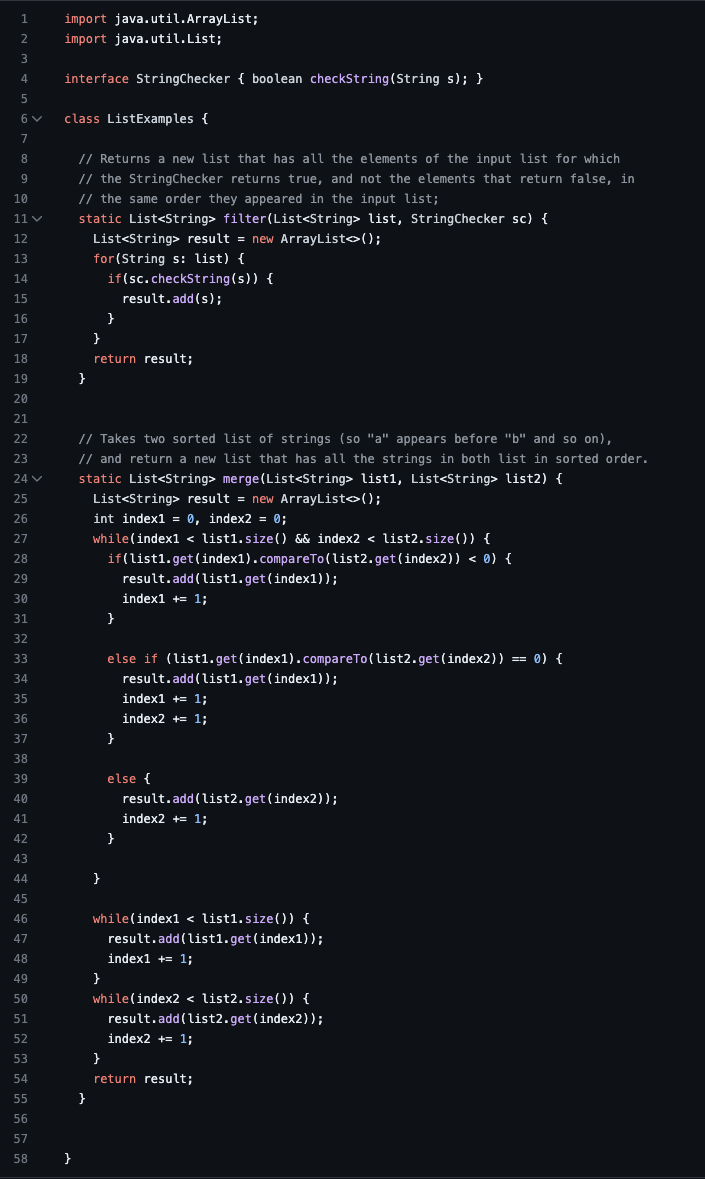 1 import java.util.ArrayList;
2 import java.util.List;
3
4 interface StringChecker { boolean checkString(String s); }
5
6 class ListExamples {
7
8   // Returns a new list that has all the elements of the input list for which
9   // the StringChecker returns true, and not the elements that return false, in
10   // the same order they appeared in the input list;
11   static List<String> filter(List<String> list, StringChecker sc) {
12     List<String> result = new ArrayList<>();
13     for(String s: list) {
14       if(sc.checkString(s)) {
15         result.add(s);
16       }
17     }
18     return result;
19   }
20
21
22   // Takes two sorted list of strings (so "a" appears before "b" and so on),
23   // and return a new list that has all the strings in both list in sorted order.
24   static List<String> merge(List<String> list1, List<String> list2) {
25     List<String> result = new ArrayList<>();
26     int index1 = 0, index2 = 0;
27     while(index1 < list1.size() && index2 < list2.size()) {
28       if(list1.get(index1).compareTo(list2.get(index2)) < 0) {
29         result.add(list1.get(index1));
30         index1 += 1;
31       }
32
33       else if (list1.get(index1).compareTo(list2.get(index2)) == 0) {
34         result.add(list1.get(index1));
35         index1 += 1;
36         index2 += 1;
37       }
38
39       else {
40         result.add(list2.get(index2));
41         index2 += 1;
42       }
43
44     }
45
46     while(index1 < list1.size()) {
47       result.add(list1.get(index1));
48       index1 += 1;
49     }
50     while(index2 < list2.size()) {
51       result.add(list2.get(index2));
52       index2 += 1;
53     }
54     return result;
55   }
56
57
58 }